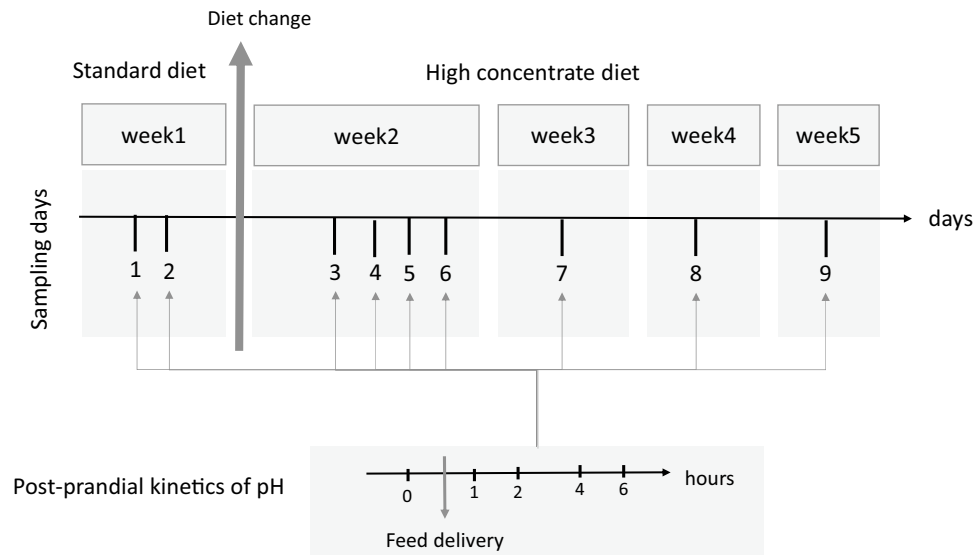 Diet change
Standard diet
High concentrate diet
week1
week2
week3
week4
week5
Sampling days
days
1 2 3 4 5 6 7 8 9
Post-prandial kinetics of pH
hours
0 1 2 4 6
Feed delivery